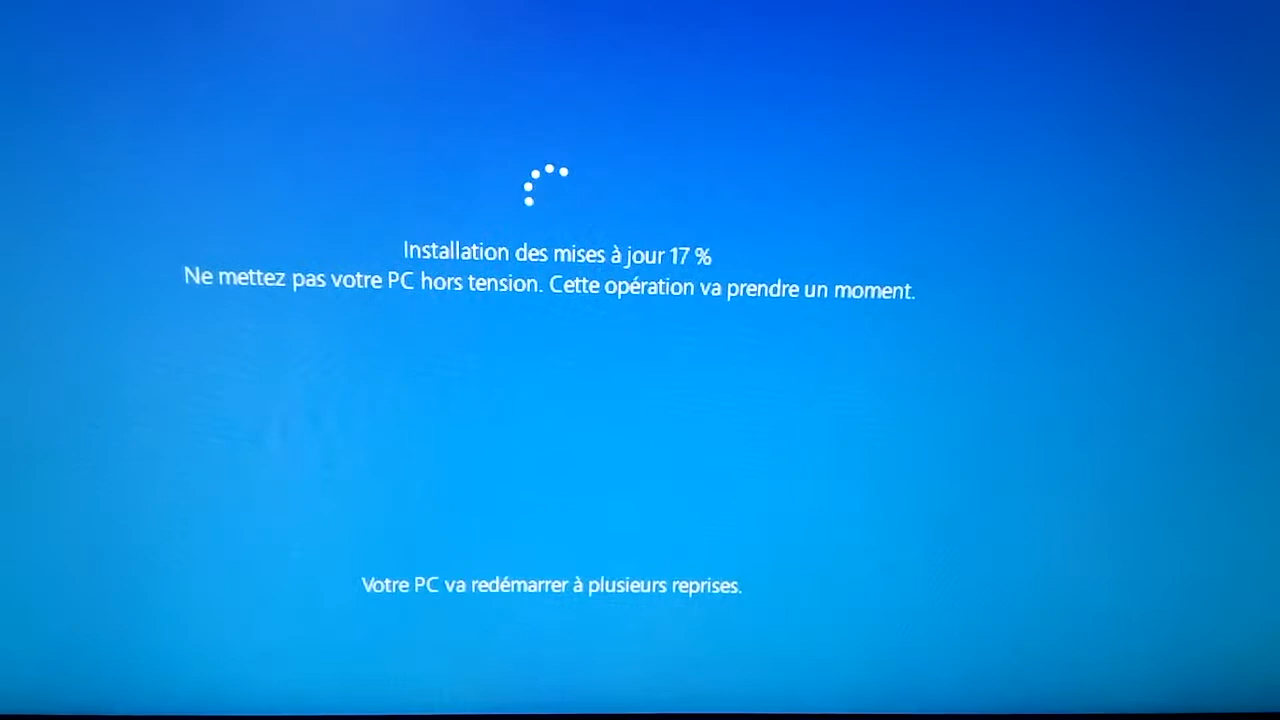 Installation des mises à jour 17 %
Ne mettez pas votre PC hors tension. Cette opération va prendre un moment.
Votre PC va redémarrer à plusieurs reprises.